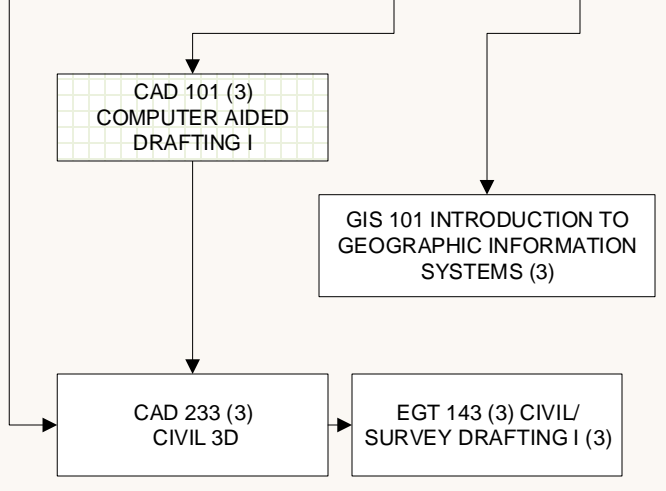 CAD 101 (3)
COMPUTER AIDED
DRAFTING I
GIS 101 INTRODUCTION TO
GEOGRAPHIC INFORMATION
SYSTEMS (3)
CAD 233 (3)
CIVIL 3D
EGT 143 (3) CIVIL/
SURVEY DRAFTING I (3)